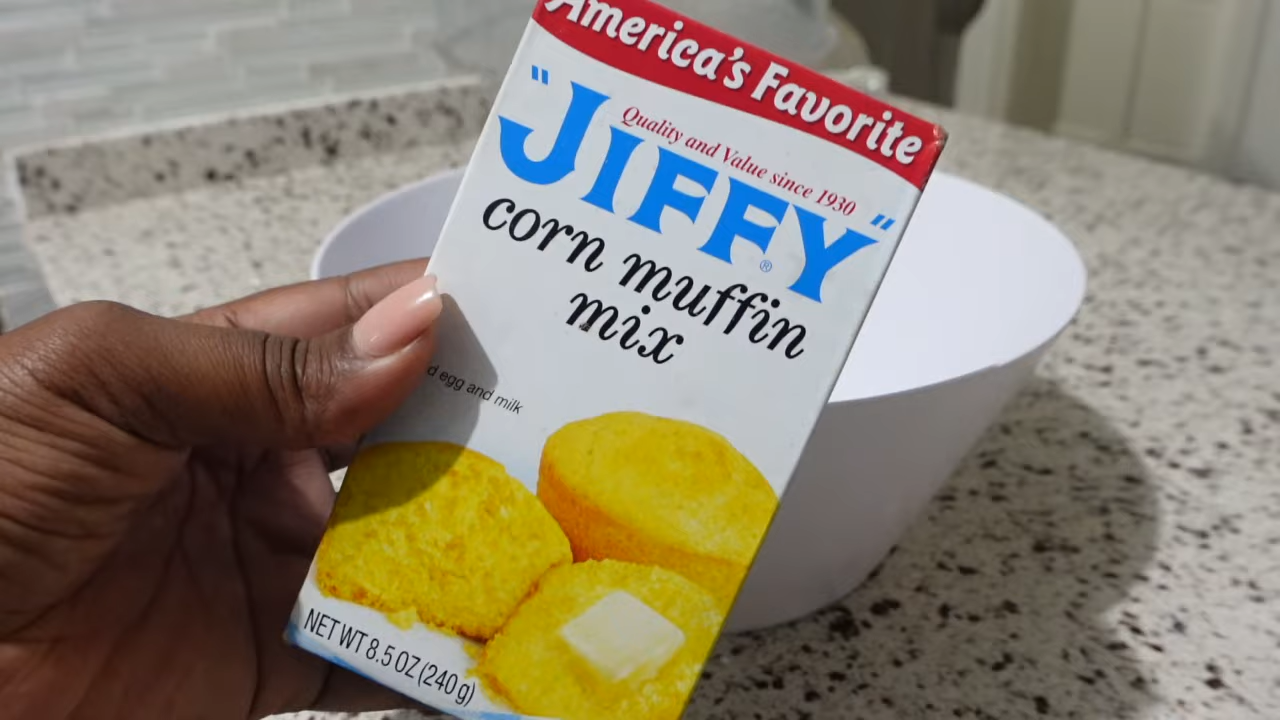 America's Favorite
Quality and Value since 1930
"JIFFY"®
corn muffin
mix
egg and milk
NET WT 8.5 OZ (240g)